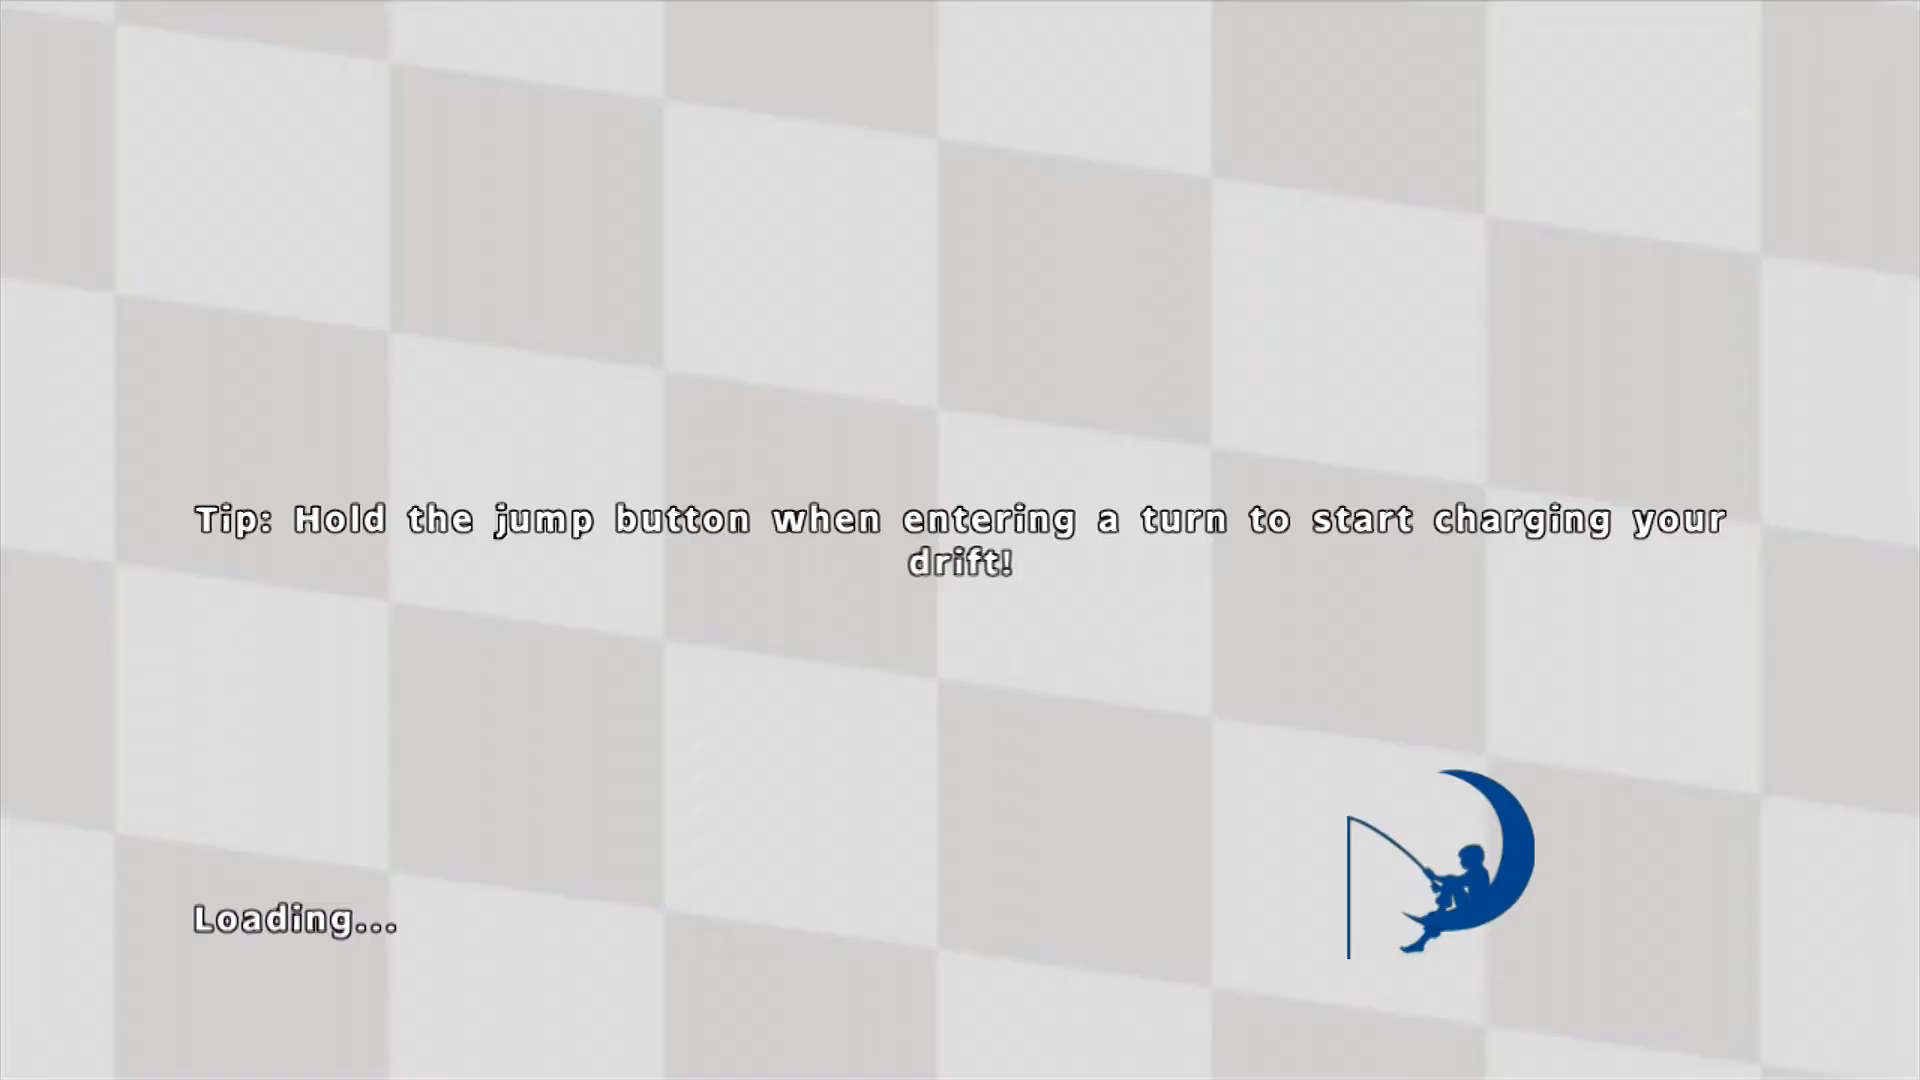 Tip: Hold the jump button when entering a turn to start charging your
drift!
Loading...